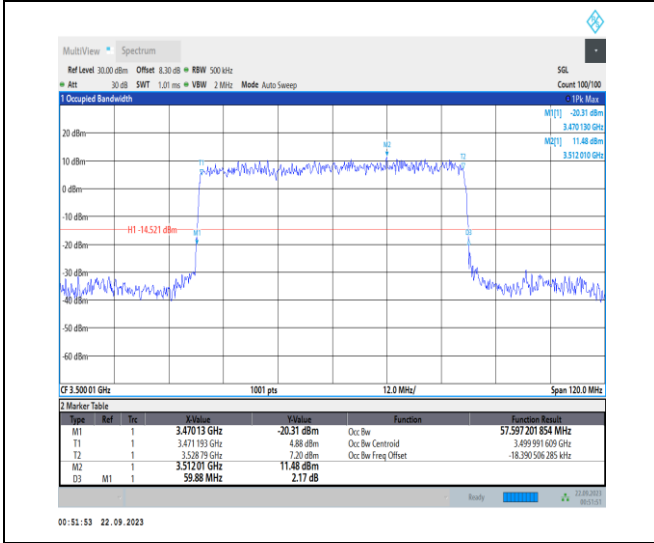 MultiView Spectrum
Ref Level 30.00 dBm Offset 8.30 dB RBW 500 kHz SGL
Att 30 dB SWT 1.01 ms VBW 2 MHz Mode Auto Sweep Count 100/100
1 Occupied Bandwidth 1Pk Max
M1[1] -20.31 dBm
3.470 130 GHz
M2[1] 11.48 dBm
3.512 010 GHz
20 dBm
M2
T1 T2
10 dBm
0 dBm
-10 dBm
H1 -14.521 dBm
M1 D3
-20 dBm
-30 dBm
-40 dBm
-50 dBm
-60 dBm
CF 3.500 01 GHz 1001 pts 12.0 MHz/ Span 120.0 MHz
2 Marker Table
Type Ref Trc X-Value Y-Value Function Function Result
M1 1 3.470 13 GHz -20.31 dBm Occ Bw 57.597 201 854 MHz
T1 1 3.471 193 GHz 4.88 dBm Occ Bw Centroid 3.499 991 609 GHz
T2 1 3.528 79 GHz 7.20 dBm Occ Bw Freq Offset -18.390 506 285 kHz
M2 1 3.512 01 GHz 11.48 dBm
D3 M1 1 59.88 MHz 2.17 dB
Ready 22.09.2023
00:51:51
00:51:53 22.09.2023